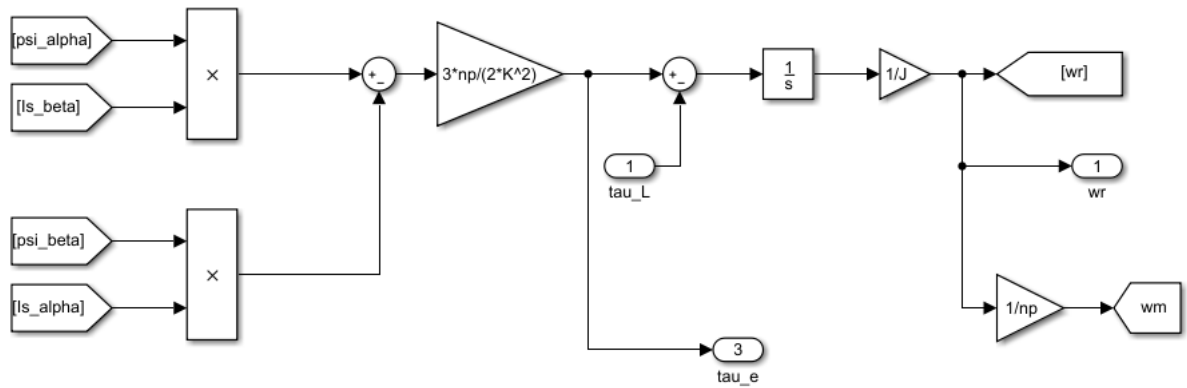 [psi_alpha]
[Is_beta]
×
+
−
3*np/(2*K^2)
+
−
1
s
1/J
[wr]
1
tau_L
1
wr
[psi_beta]
[Is_alpha]
×
1/np
wm
3
tau_e